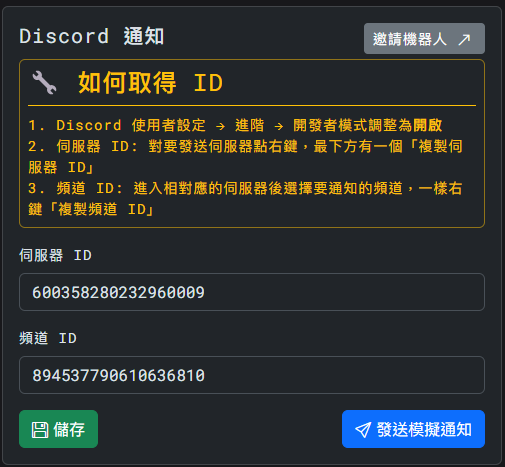 Discord 通知
邀請機器人 ↗
🔧 如何取得 ID
1. Discord 使用者設定 → 進階 → 開發者模式調整為開啟
2. 伺服器 ID: 對要發送伺服器點右鍵，最下方有一個「複製伺
服器 ID」
3. 頻道 ID: 進入相對應的伺服器後選擇要通知的頻道，一樣右
鍵「複製頻道 ID」
伺服器 ID
600358280232960009
頻道 ID
894537790610636810
儲存
發送模擬通知